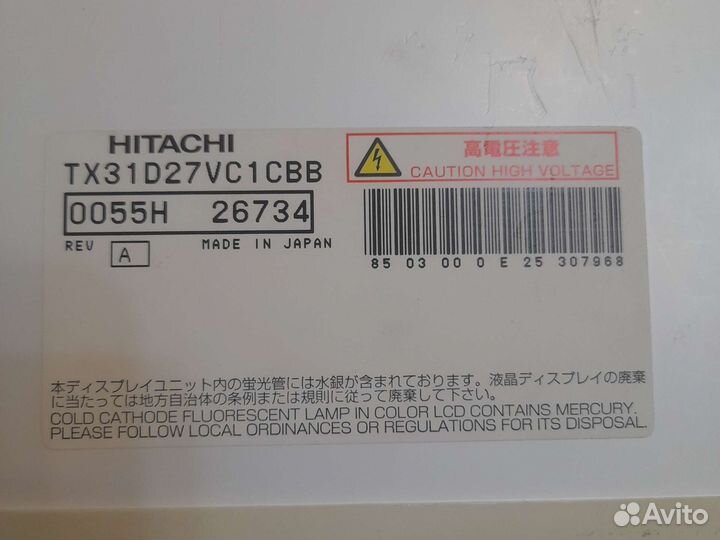 HITACHI
TX31D27VC1CBB
0055H 26734
REV A MADE IN JAPAN
高電圧注意
CAUTION HIGH VOLTAGE
85 03 00 0 E 25 307968
本ディスプレイユニット内の蛍光管には水銀が含まれております。液晶ディスプレイの廃棄
に当たっては地方自治体の条例または規則に従って廃棄して下さい。
COLD CATHODE FLUORESCENT LAMP IN COLOR LCD CONTAINS MERCURY.
PLEASE FOLLOW LOCAL ORDINANCES OR REGULATIONS FOR ITS DISPOSAL.
Avito